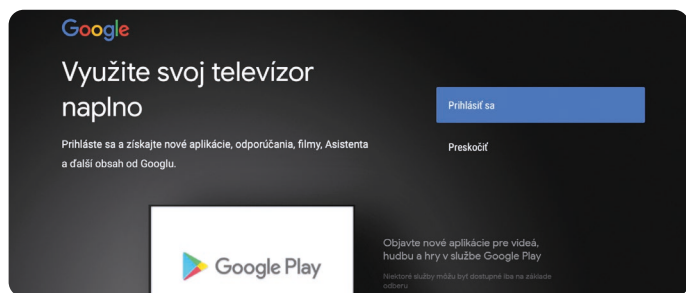 Google
Využite svoj televízor
naplno
Prihláste sa a získajte nové aplikácie, odporúčania, filmy, Asistenta
a ďalší obsah od Googlu.
Prihlásiť sa
Preskočiť
Google Play
Objavte nové aplikácie pre videá,
hudbu a hry v službe Google Play
Niektoré služby môžu byť dostupné iba na základe
odberu